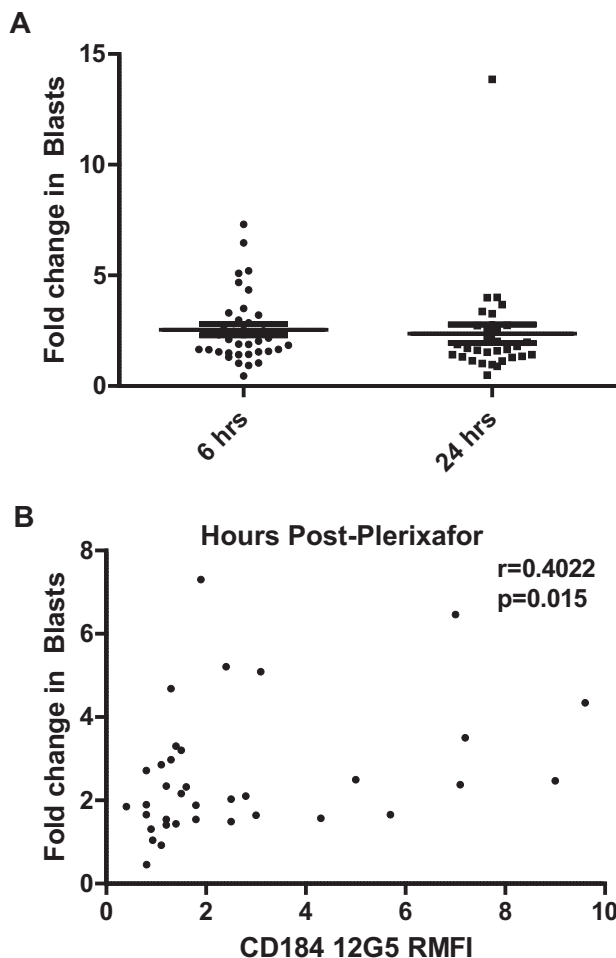 A
Fold change in Blasts
15
10
5
0
6 hrs
24 hrs
B
Hours Post-Plerixafor
r=0.4022
p=0.015
Fold change in Blasts
8
6
4
2
0
0 2 4 6 8 10
CD184 12G5 RMFI